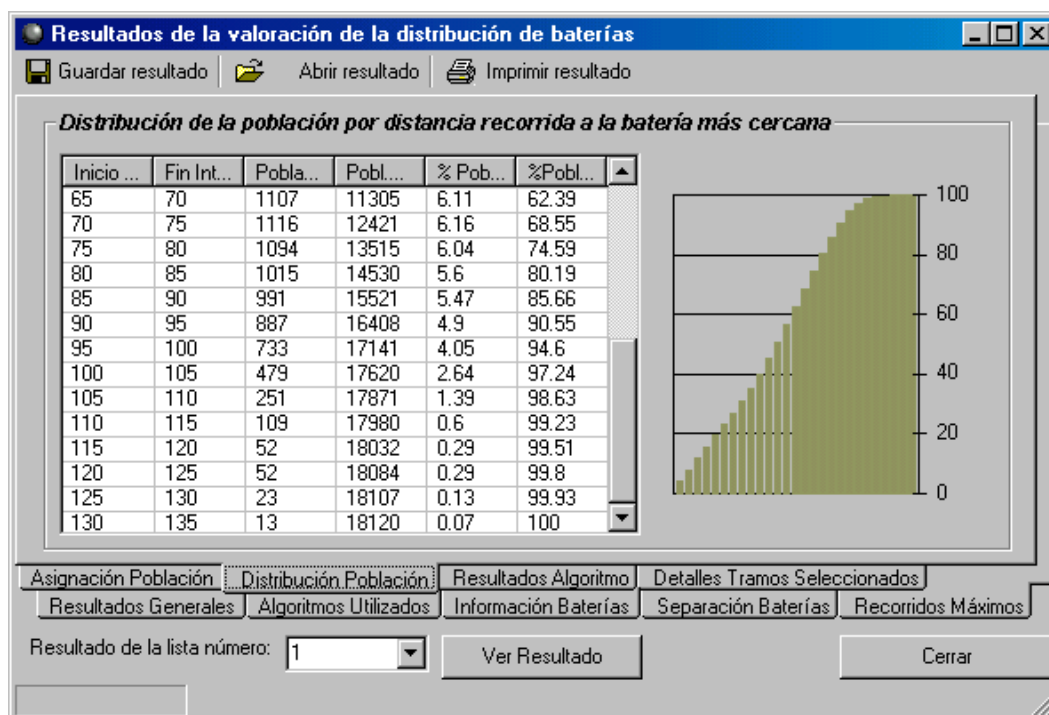 Resultados de la valoración de la distribución de baterías
Guardar resultado Abrir resultado Imprimir resultado
Distribución de la población por distancia recorrida a la batería más cercana
Inicio ... Fin Int... Pobla... Pobl.... % Pob... %Pobl...
65 70 1107 11305 6.11 62.39
70 75 1116 12421 6.16 68.55
75 80 1094 13515 6.04 74.59
80 85 1015 14530 5.6 80.19
85 90 991 15521 5.47 85.66
90 95 887 16408 4.9 90.55
95 100 733 17141 4.05 94.6
100 105 479 17620 2.64 97.24
105 110 251 17871 1.39 98.63
110 115 109 17980 0.6 99.23
115 120 52 18032 0.29 99.51
120 125 52 18084 0.29 99.8
125 130 23 18107 0.13 99.93
130 135 13 18120 0.07 100
100
80
60
40
20
0
Asignación Población Distribución Población Resultados Algoritmo Detalles Tramos Seleccionados
Resultados Generales Algoritmos Utilizados Información Baterías Separación Baterías Recorridos Máximos
Resultado de la lista número: 1 Ver Resultado Cerrar